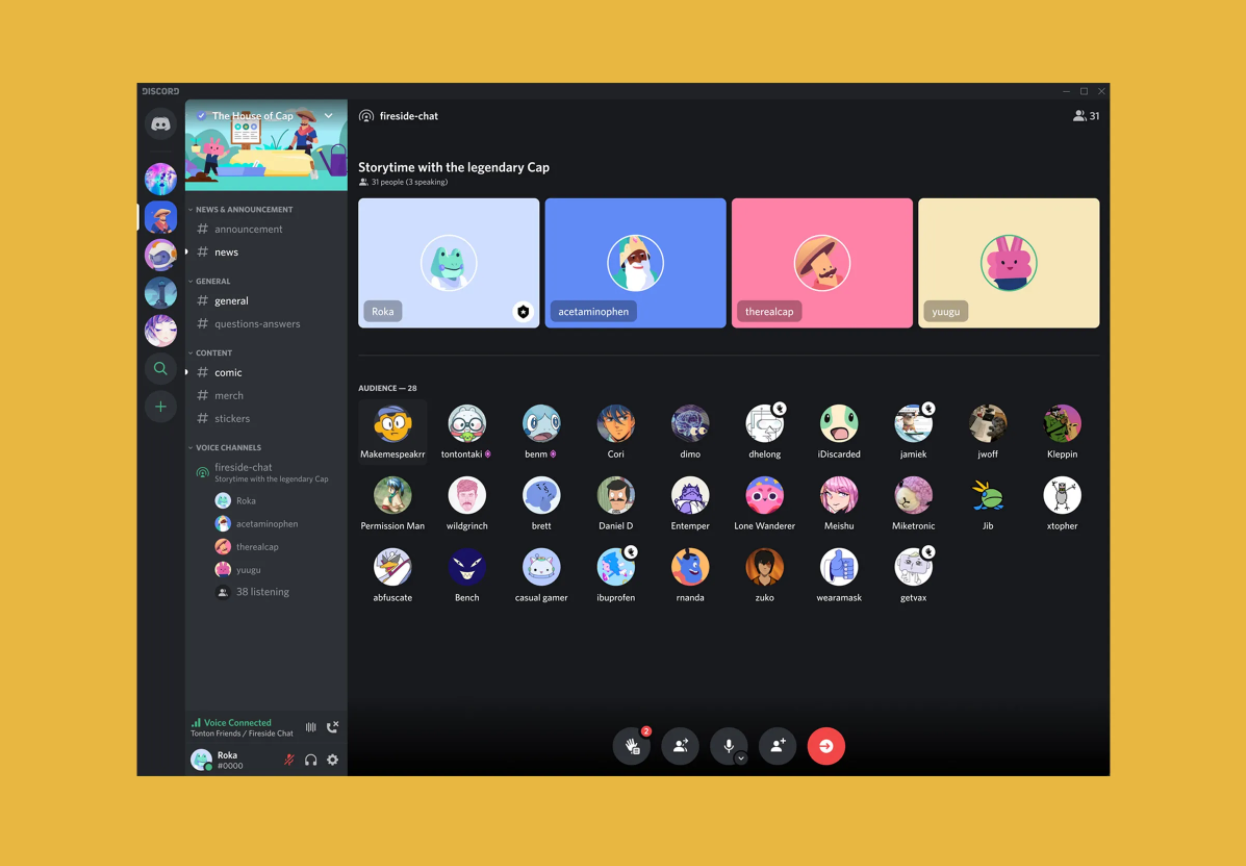 DISCORD
The House of Cap
NEWS & ANNOUNCEMENT
# announcement
# news
GENERAL
# general
# questions-answers
CONTENT
# comic
# merch
# stickers
VOICE CHANNELS
fireside-chat
Storytime with the legendary Cap
Roka
acetaminophen
therealcap
yuugu
38 listening
Voice Connected
Tonton Friends / Fireside Chat
Roka
#0000
fireside-chat
31
Storytime with the legendary Cap
31 people (3 speaking)
Roka
acetaminophen
therealcap
yuugu
AUDIENCE — 28
Makemespeakrr tontontaki benm Cori dimo dhelong iDiscarded jamiek jwoff Kleppin
Permission Man wildgrinch brett Daniel D Entemper Lone Wanderer Meishu Miketronic Jib xtopher
abfuscate Bench casual gamer ibuprofen rnanda zuko wearamask getvax
2